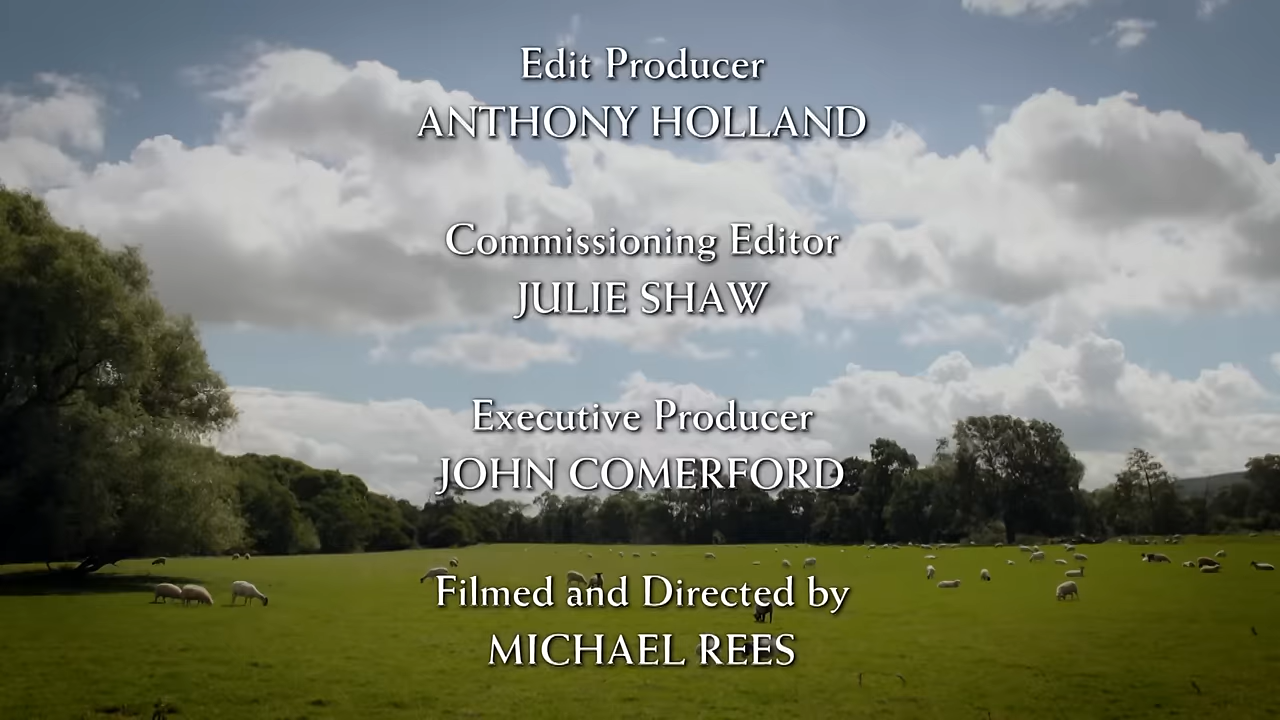 Edit Producer
ANTHONY HOLLAND
Commissioning Editor
JULIE SHAW
Executive Producer
JOHN COMERFORD
Filmed and Directed by
MICHAEL REES